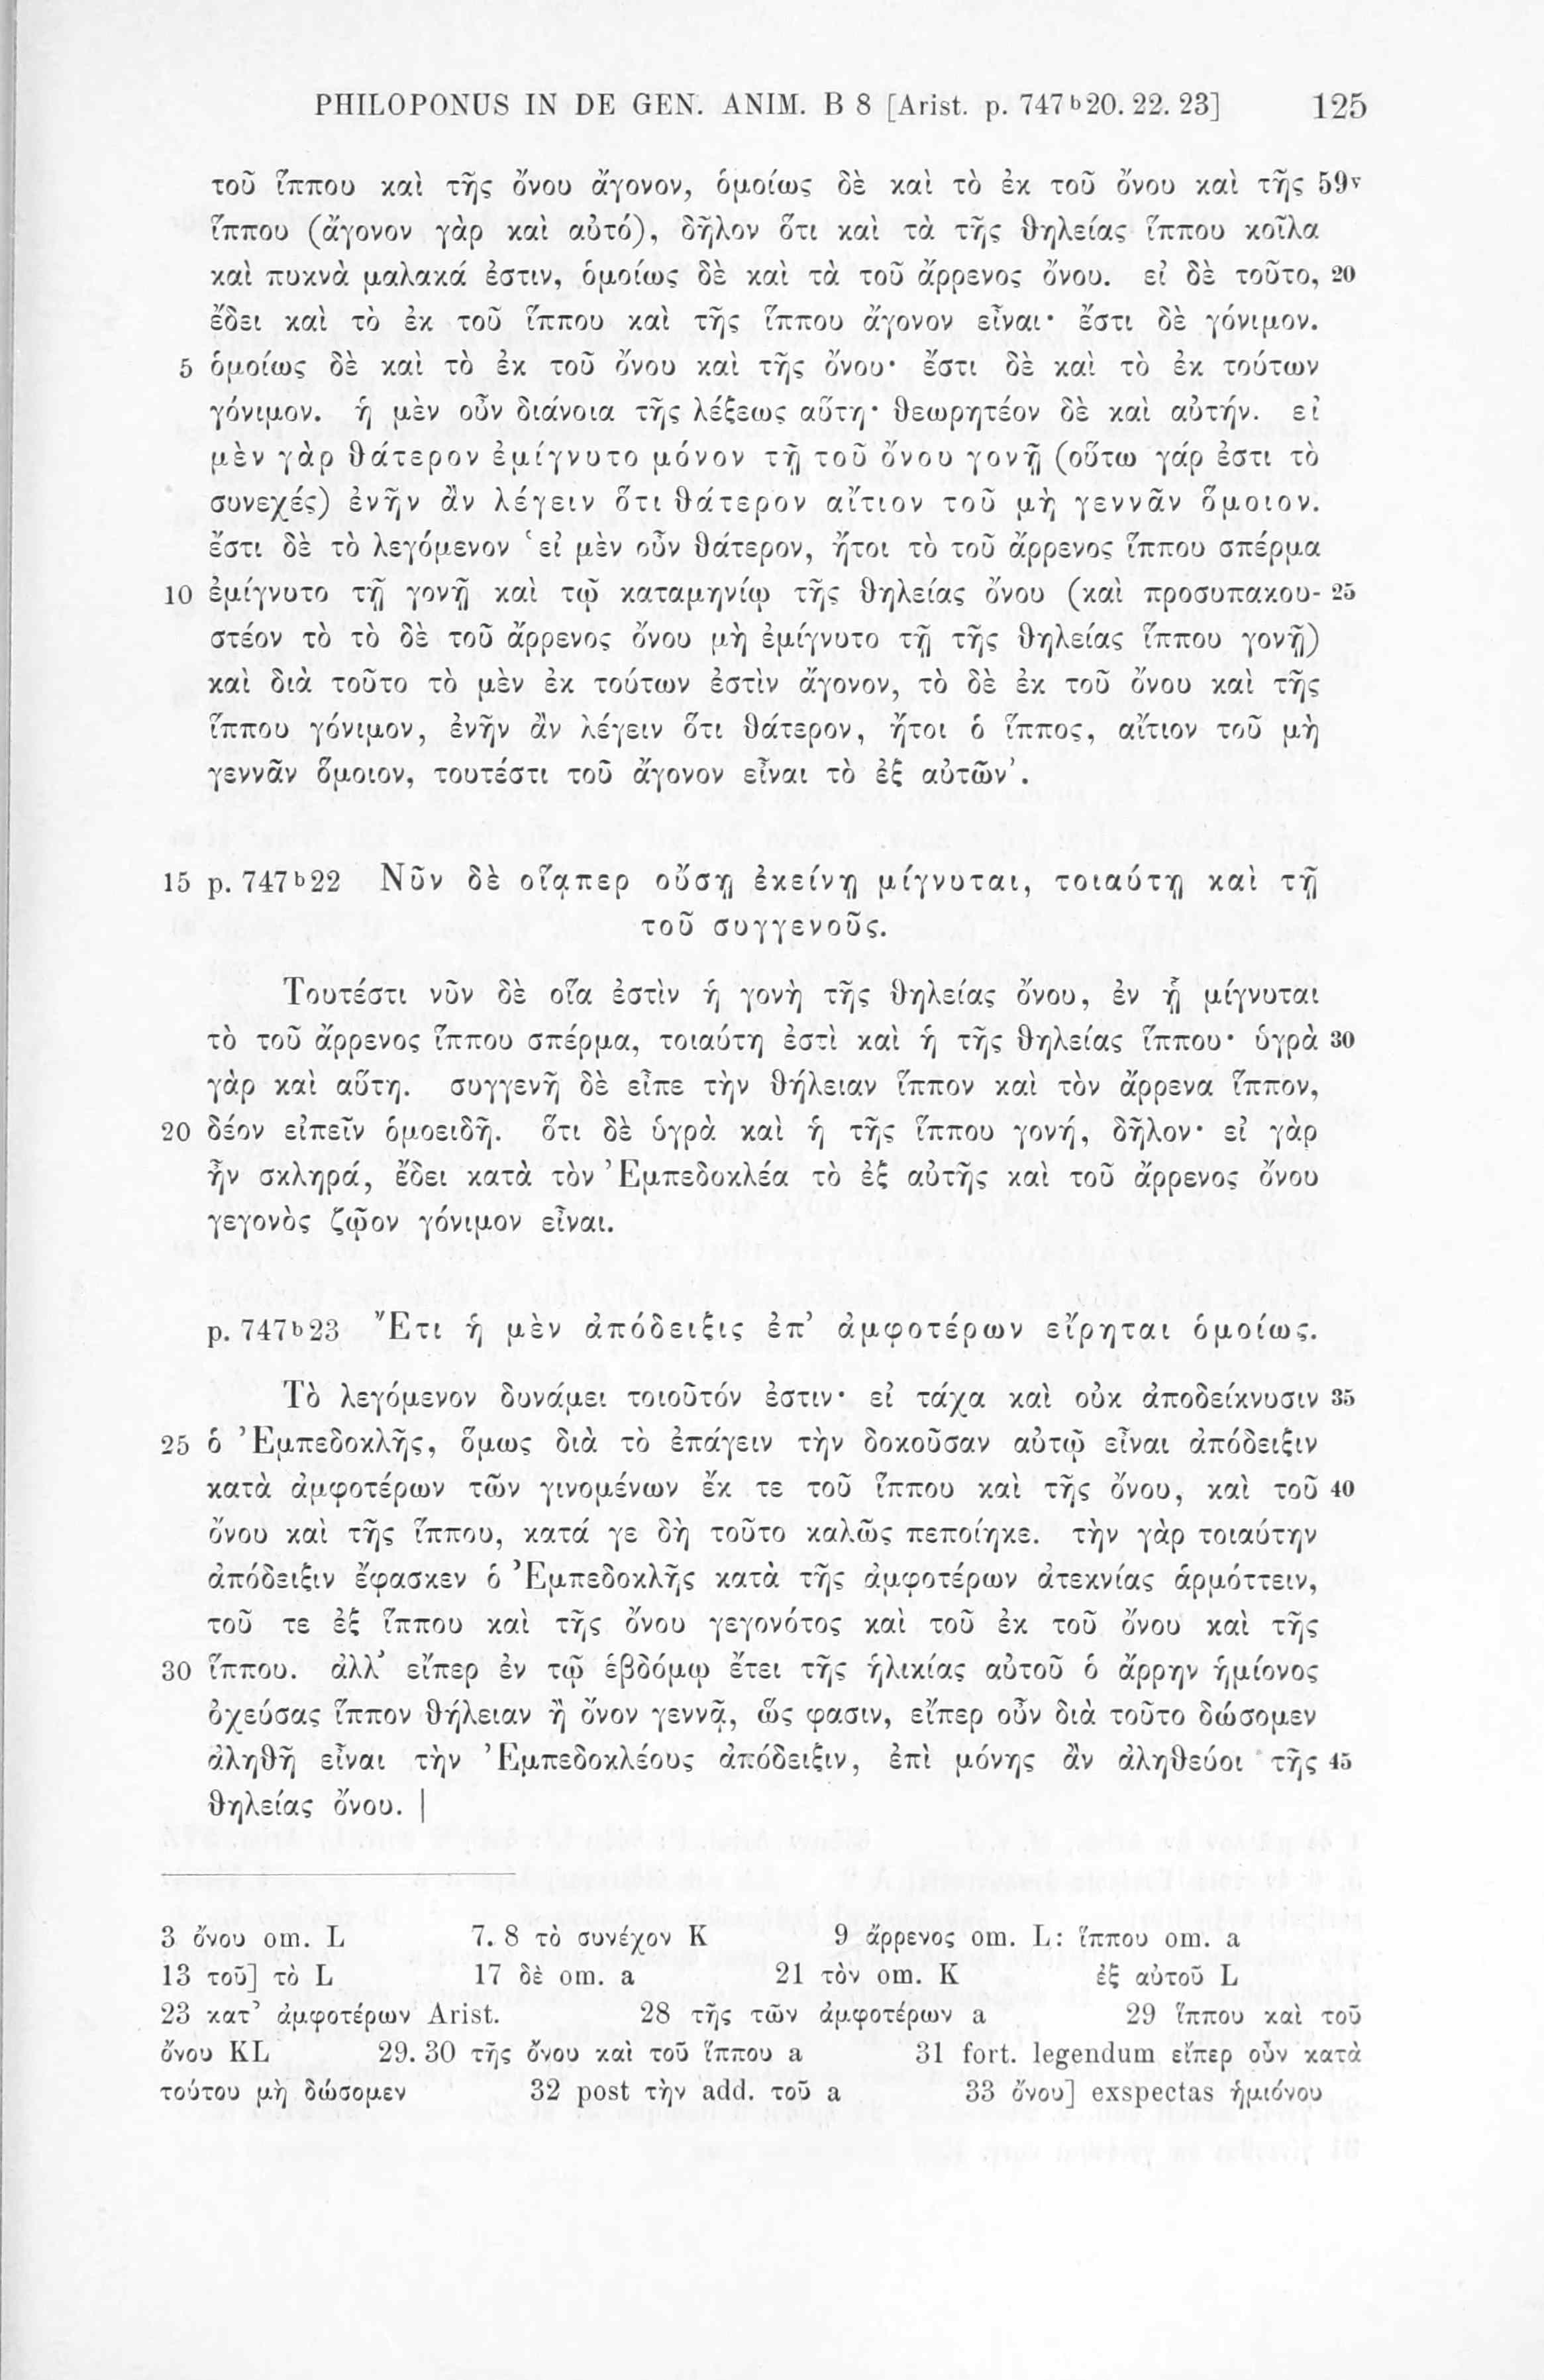 PHILOPONUS IN DE GEN. ANIM. B 8 [Arist. p. 747ᵇ20. 22. 23] 125
τοῦ ἵππου καὶ τῆς ὄνου ἄγονον, ὁμοίως δὲ καὶ τὸ ἐκ τοῦ ὄνου καὶ τῆς 59ᵛ
ἵππου (ἄγονον γὰρ καὶ αὐτό), δῆλον ὅτι καὶ τὰ τῆς θηλείας ἵππου κοῖλα
καὶ πυκνὰ μαλακά ἐστιν, ὁμοίως δὲ καὶ τὰ τοῦ ἄρρενος ὄνου. εἰ δὲ τοῦτο, 20
ἔδει καὶ τὸ ἐκ τοῦ ἵππου καὶ τῆς ἵππου ἄγονον εἶναι· ἔστι δὲ γόνιμον.
5 ὁμοίως δὲ καὶ τὸ ἐκ τοῦ ὄνου καὶ τῆς ὄνου· ἔστι δὲ καὶ τὸ ἐκ τούτων
γόνιμον. ἡ μὲν οὖν διάνοια τῆς λέξεως αὕτη· θεωρητέον δὲ καὶ αὐτήν. εἰ
μὲν γὰρ θάτερον ἐμίγνυτο μόνον τῇ τοῦ ὄνου γονῇ (οὕτω γάρ ἐστι τὸ
συνεχές) ἐνῆν ἂν λέγειν ὅτι θάτερον αἴτιον τοῦ μὴ γεννᾶν ὅμοιον.
ἔστι δὲ τὸ λεγόμενον ‘εἰ μὲν οὖν θάτερον, ἤτοι τὸ τοῦ ἄρρενος ἵππου σπέρμα
10 ἐμίγνυτο τῇ γονῇ καὶ τῷ καταμηνίῳ τῆς θηλείας ὄνου (καὶ προσυπακου- 25
στέον τὸ τὸ δὲ τοῦ ἄρρενος ὄνου μὴ ἐμίγνυτο τῇ τῆς θηλείας ἵππου γονῇ)
καὶ διὰ τοῦτο τὸ μὲν ἐκ τούτων ἐστὶν ἄγονον, τὸ δὲ ἐκ τοῦ ὄνου καὶ τῆς
ἵππου γόνιμον, ἐνῆν ἂν λέγειν ὅτι θάτερον, ἤτοι ὁ ἵππος, αἴτιον τοῦ μὴ
γεννᾶν ὅμοιον, τουτέστι τοῦ ἄγονον εἶναι τὸ ἐξ αὐτῶν’.
15 p. 747ᵇ22 Νῦν δὲ οἵᾳπερ οὔσῃ ἐκείνῃ μίγνυται, τοιαύτῃ καὶ τῇ
τοῦ συγγενοῦς.
Τουτέστι νῦν δὲ οἵα ἐστὶν ἡ γονὴ τῆς θηλείας ὄνου, ἐν ᾗ μίγνυται
τὸ τοῦ ἄρρενος ἵππου σπέρμα, τοιαύτη ἐστὶ καὶ ἡ τῆς θηλείας ἵππου· ὑγρὰ 30
γὰρ καὶ αὕτη. συγγενῆ δὲ εἶπε τὴν θήλειαν ἵππον καὶ τὸν ἄρρενα ἵππον,
20 δέον εἰπεῖν ὁμοειδῆ. ὅτι δὲ ὑγρὰ καὶ ἡ τῆς ἵππου γονή, δῆλον· εἰ γὰρ
ἦν σκληρά, ἔδει κατὰ τὸν Ἐμπεδοκλέα τὸ ἐξ αὐτῆς καὶ τοῦ ἄρρενος ὄνου
γεγονὸς ζῷον γόνιμον εἶναι.
p. 747ᵇ23 Ἔτι ἡ μὲν ἀπόδειξις ἐπ’ ἀμφοτέρων εἴρηται ὁμοίως.
Τὸ λεγόμενον δυνάμει τοιοῦτόν ἐστιν· εἰ τάχα καὶ οὐκ ἀποδείκνυσιν 35
25 ὁ Ἐμπεδοκλῆς, ὅμως διὰ τὸ ἐπάγειν τὴν δοκοῦσαν αὐτῷ εἶναι ἀπόδειξιν
κατὰ ἀμφοτέρων τῶν γινομένων ἔκ τε τοῦ ἵππου καὶ τῆς ὄνου, καὶ τοῦ 40
ὄνου καὶ τῆς ἵππου, κατά γε δὴ τοῦτο καλῶς πεποίηκε. τὴν γὰρ τοιαύτην
ἀπόδειξιν ἔφασκεν ὁ Ἐμπεδοκλῆς κατὰ τῆς ἀμφοτέρων ἀτεκνίας ἁρμόττειν,
τοῦ τε ἐξ ἵππου καὶ τῆς ὄνου γεγονότος καὶ τοῦ ἐκ τοῦ ὄνου καὶ τῆς
30 ἵππου. ἀλλ’ εἴπερ ἐν τῷ ἑβδόμῳ ἔτει τῆς ἡλικίας αὐτοῦ ὁ ἄρρην ἡμίονος
ὀχεύσας ἵππον θήλειαν ἢ ὄνον γεννᾷ, ὥς φασιν, εἴπερ οὖν διὰ τοῦτο δώσομεν
ἀληθῆ εἶναι τὴν Ἐμπεδοκλέους ἀπόδειξιν, ἐπὶ μόνης ἂν ἀληθεύοι τῆς 45
θηλείας ὄνου. |
3 ὄνου om. L 7. 8 τὸ συνέχον K 9 ἄρρενος om. L: ἵππου om. a
13 τοῦ] τὸ L 17 δὲ om. a 21 τὸν om. K ἐξ αὐτοῦ L
23 κατ’ ἀμφοτέρων Arist. 28 τῆς τῶν ἀμφοτέρων a 29 ἵππου καὶ τοῦ
ὄνου KL 29. 30 τῆς ὄνου καὶ τοῦ ἵππου a 31 fort. legendum εἴπερ οὖν κατὰ
τούτου μὴ δώσομεν 32 post τὴν add. τοῦ a 33 ὄνου] exspectas ἡμιόνου